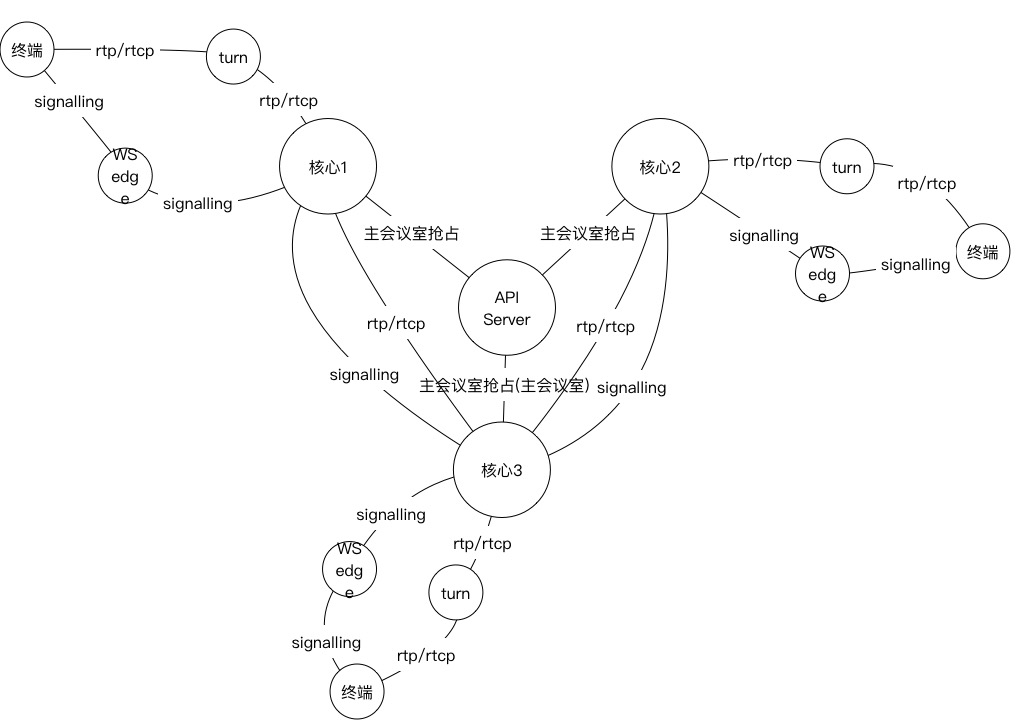 终端
rtp/rtcp
turn
signalling
rtp/rtcp
WS
edg
e
signalling
核心1
核心2
rtp/rtcp
turn
rtp/rtcp
signalling
WS
edg
e
signalling
终端
主会议室抢占
主会议室抢占
API
Server
rtp/rtcp
rtp/rtcp
signalling
主会议室抢占(主会议室)
signalling
核心3
signalling
rtp/rtcp
WS
edg
e
turn
signalling
rtp/rtcp
终端